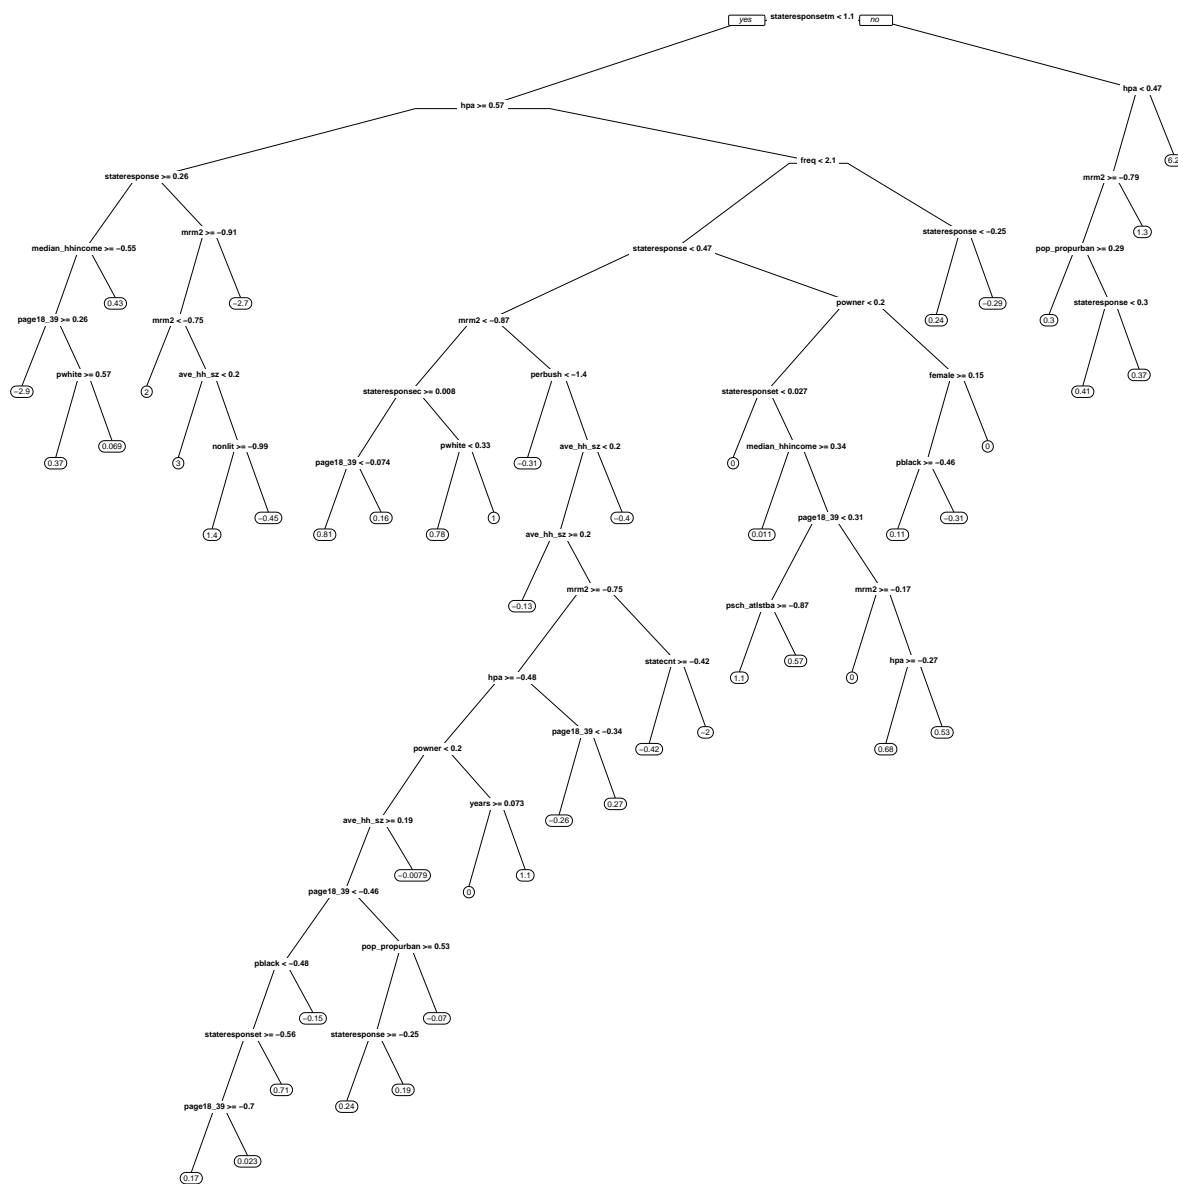 yes stateresponsetm < 1.1 no
hpa < 0.47
hpa >= 0.57
freq < 2.1
6.2
stateresponse >= 0.26
mrm2 >= −0.79
mrm2 >= −0.91
stateresponse < −0.25
1.3
median_hhincome >= −0.55
stateresponse < 0.47
pop_propurban >= 0.29
0.43
−2.7
powner < 0.2
−0.29
stateresponse < 0.3
page18_39 >= 0.26
mrm2 < −0.75
mrm2 < −0.87
0.24
0.3
pwhite >= 0.57
ave_hh_sz < 0.2
perbush < −1.4
female >= 0.15
0.37
−2.9
2
stateresponsec >= 0.008
stateresponset < 0.027
0.41
0.069
nonlit >= −0.99
pwhite < 0.33
ave_hh_sz < 0.2
median_hhincome >= 0.34
0
0.37
3
page18_39 < −0.074
−0.31
0
pblack >= −0.46
−0.45
0.16
1
−0.4
page18_39 < 0.31
−0.31
1.4
0.81
0.78
ave_hh_sz >= 0.2
0.011
0.11
mrm2 >= −0.75
mrm2 >= −0.17
−0.13
psch_atlstba >= −0.87
statecnt >= −0.42
0.57
hpa >= −0.27
hpa >= −0.48
1.1
0
page18_39 < −0.34
−2
0.53
powner < 0.2
−0.42
0.68
years >= 0.073
0.27
ave_hh_sz >= 0.19
−0.26
−0.0079
1.1
page18_39 < −0.46
0
pop_propurban >= 0.53
pblack < −0.48
−0.15
−0.07
stateresponset >= −0.56
stateresponse >= −0.25
0.71
0.19
page18_39 >= −0.7
0.24
0.023
0.17